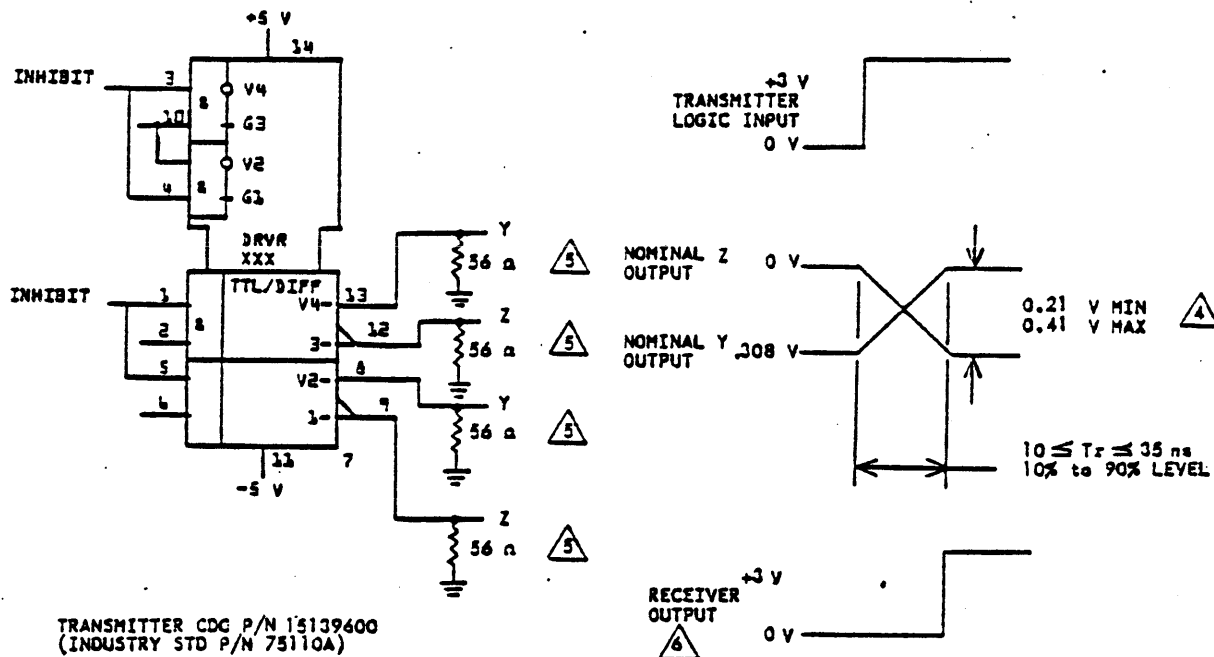 +5 V
14
INHIBIT 3
& V4
10 G3
V2
4 & G1
DRVR
XXX
TTL/DIFF
INHIBIT 1 V4 13
&
2 3 12
5 V2 8
6 1 9
11 7
-5 V
Y
56 Ω 5
Z
56 Ω 5
Y
56 Ω 5
Z
56 Ω 5
TRANSMITTER CDC P/N 15139600
(INDUSTRY STD P/N 75110A)
+3 V
TRANSMITTER
LOGIC INPUT
0 V
NOMINAL Z 0 V
OUTPUT
0.21 V MIN 4
0.41 V MAX
NOMINAL Y .308 V
OUTPUT
10 ≤ Tr ≤ 35 ns
10% to 90% LEVEL
+3 V
RECEIVER
OUTPUT
6
0 V